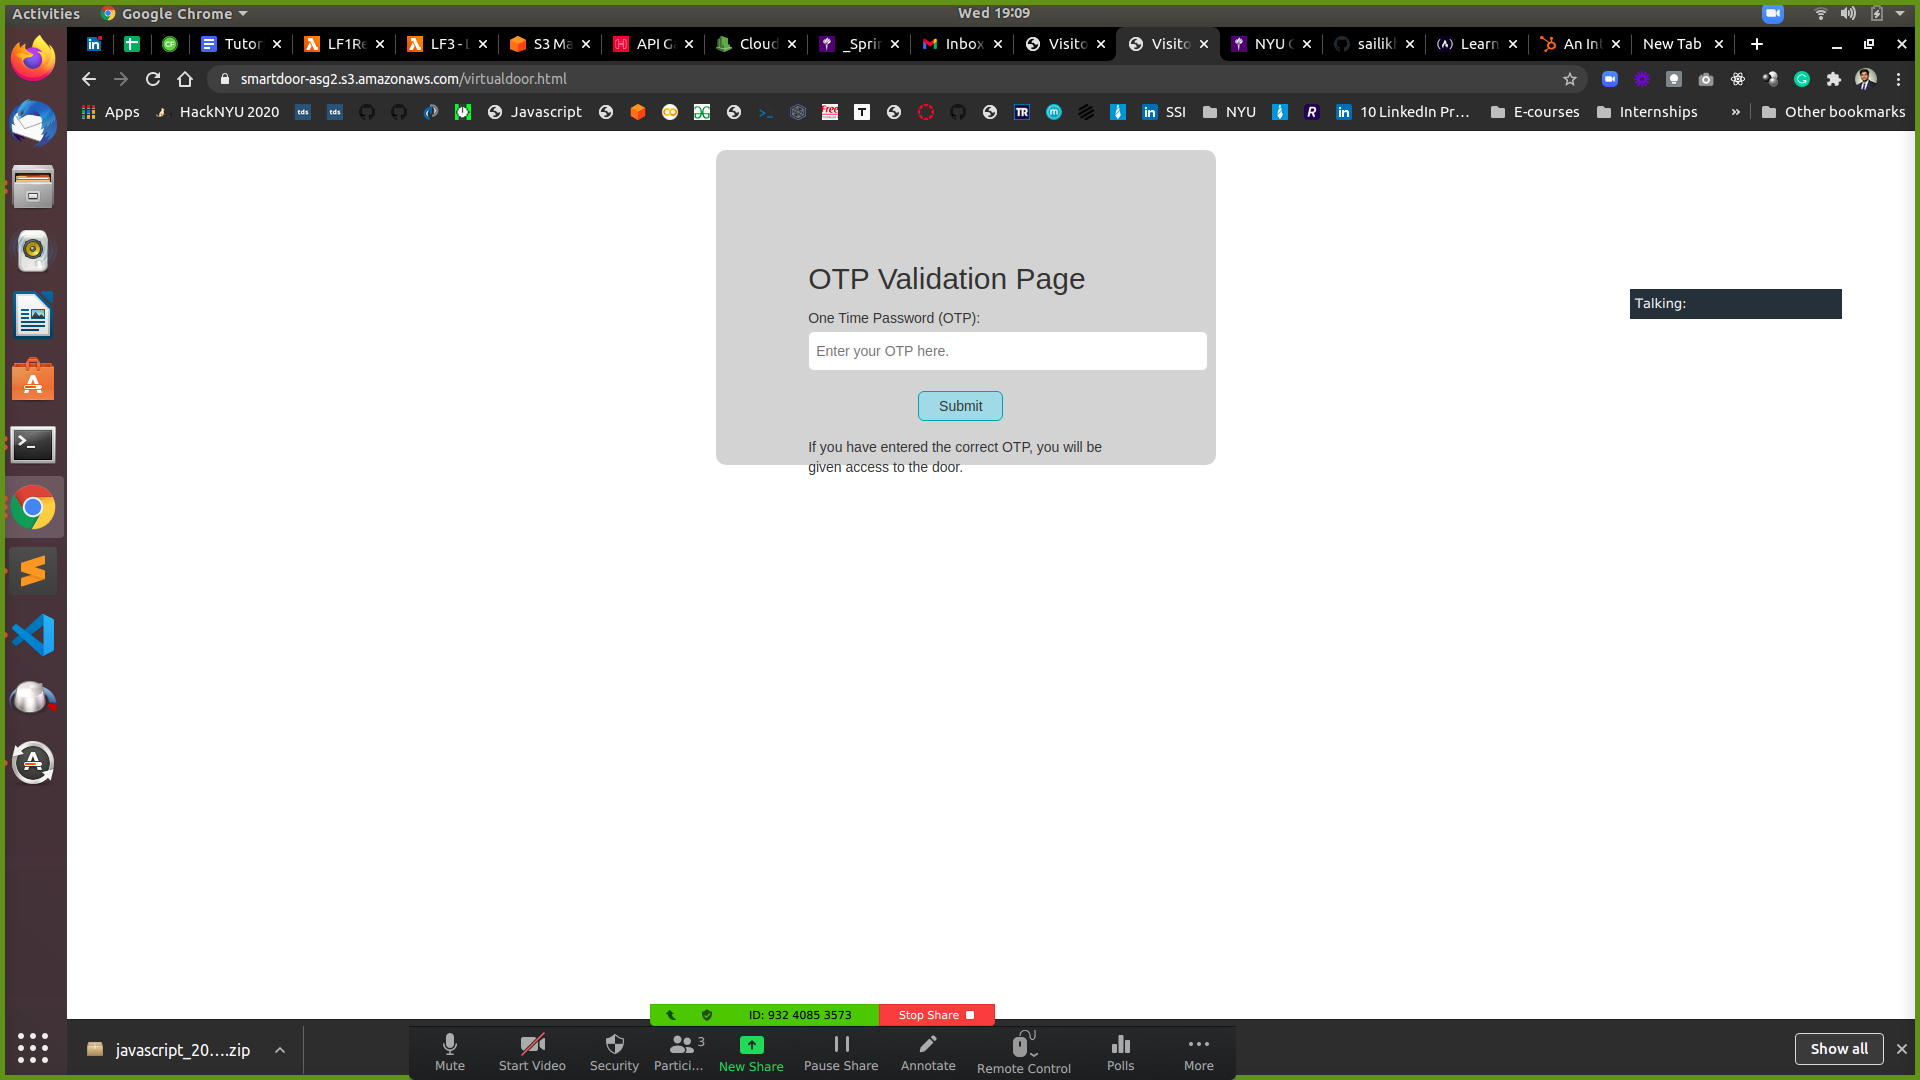 Activities
Google Chrome
Wed 19:09
Tutor
LF1Re
LF3 - L
S3 Ma
API Ga
Cloud
_Sprin
Inbox
Visito
Visito
NYU C
sailikh
Learn
An Int
New Tab
smartdoor-asg2.s3.amazonaws.com/virtualdoor.html
Apps
HackNYU 2020
tds
tds
Javascript
Free
T
TR
m
SSI
NYU
R
10 LinkedIn Pr...
E-courses
Internships
»
Other bookmarks
OTP Validation Page
One Time Password (OTP):
Enter your OTP here.
Submit
If you have entered the correct OTP, you will be
given access to the door.
Talking:
ID: 932 4085 3573
Stop Share
javascript_20....zip
Mute
Start Video
Security
Partici...
3
New Share
Pause Share
Annotate
Remote Control
Polls
More
Show all